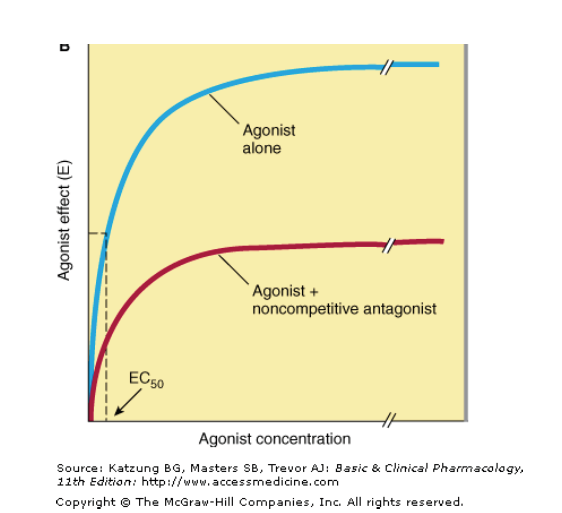 B
Agonist
alone
Agonist effect (E)
Agonist +
noncompetitive antagonist
EC50
Agonist concentration
Source: Katzung BG, Masters SB, Trevor AJ: Basic & Clinical Pharmacology,
11th Edition: http://www.accessmedicine.com
Copyright © The McGraw-Hill Companies, Inc. All rights reserved.